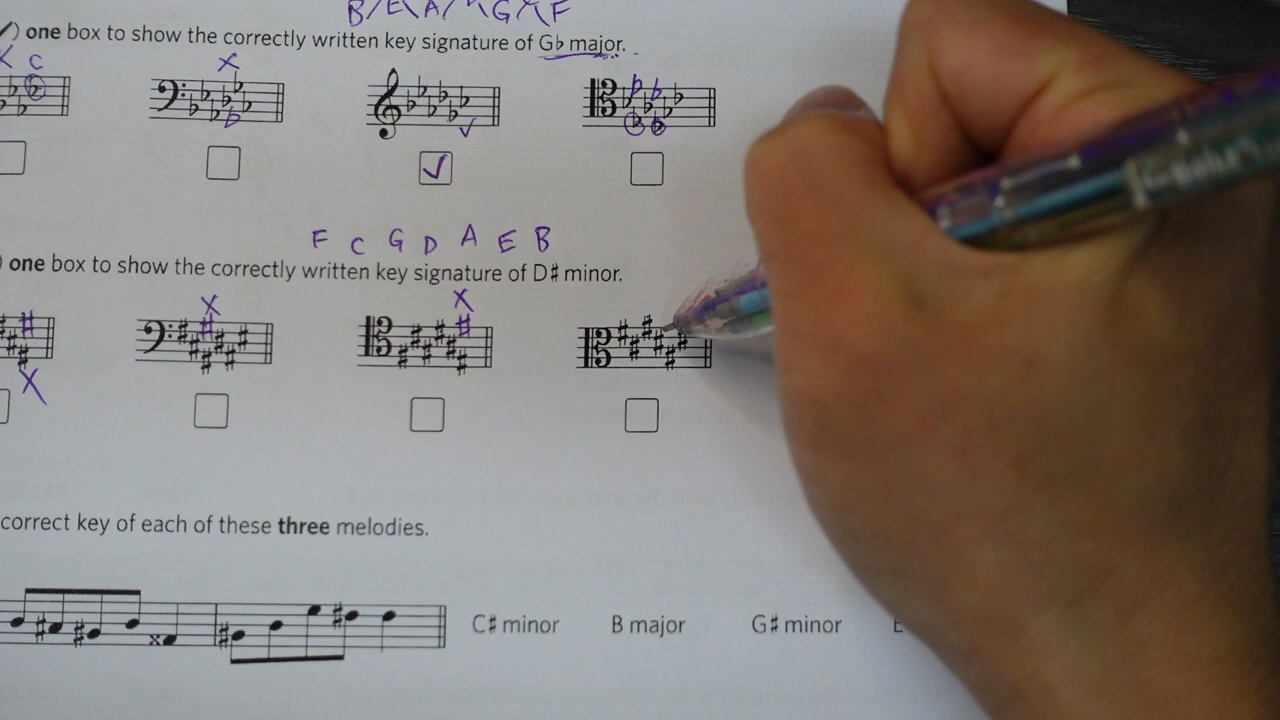 B/E\A/ \G/\F
✓) one box to show the correctly written key signature of G♭ major.
X C X
b b b
✓
✓
F C G D A E B
) one box to show the correctly written key signature of D♯ minor.
X X
X
correct key of each of these three melodies.
C♯ minor B major G♯ minor E